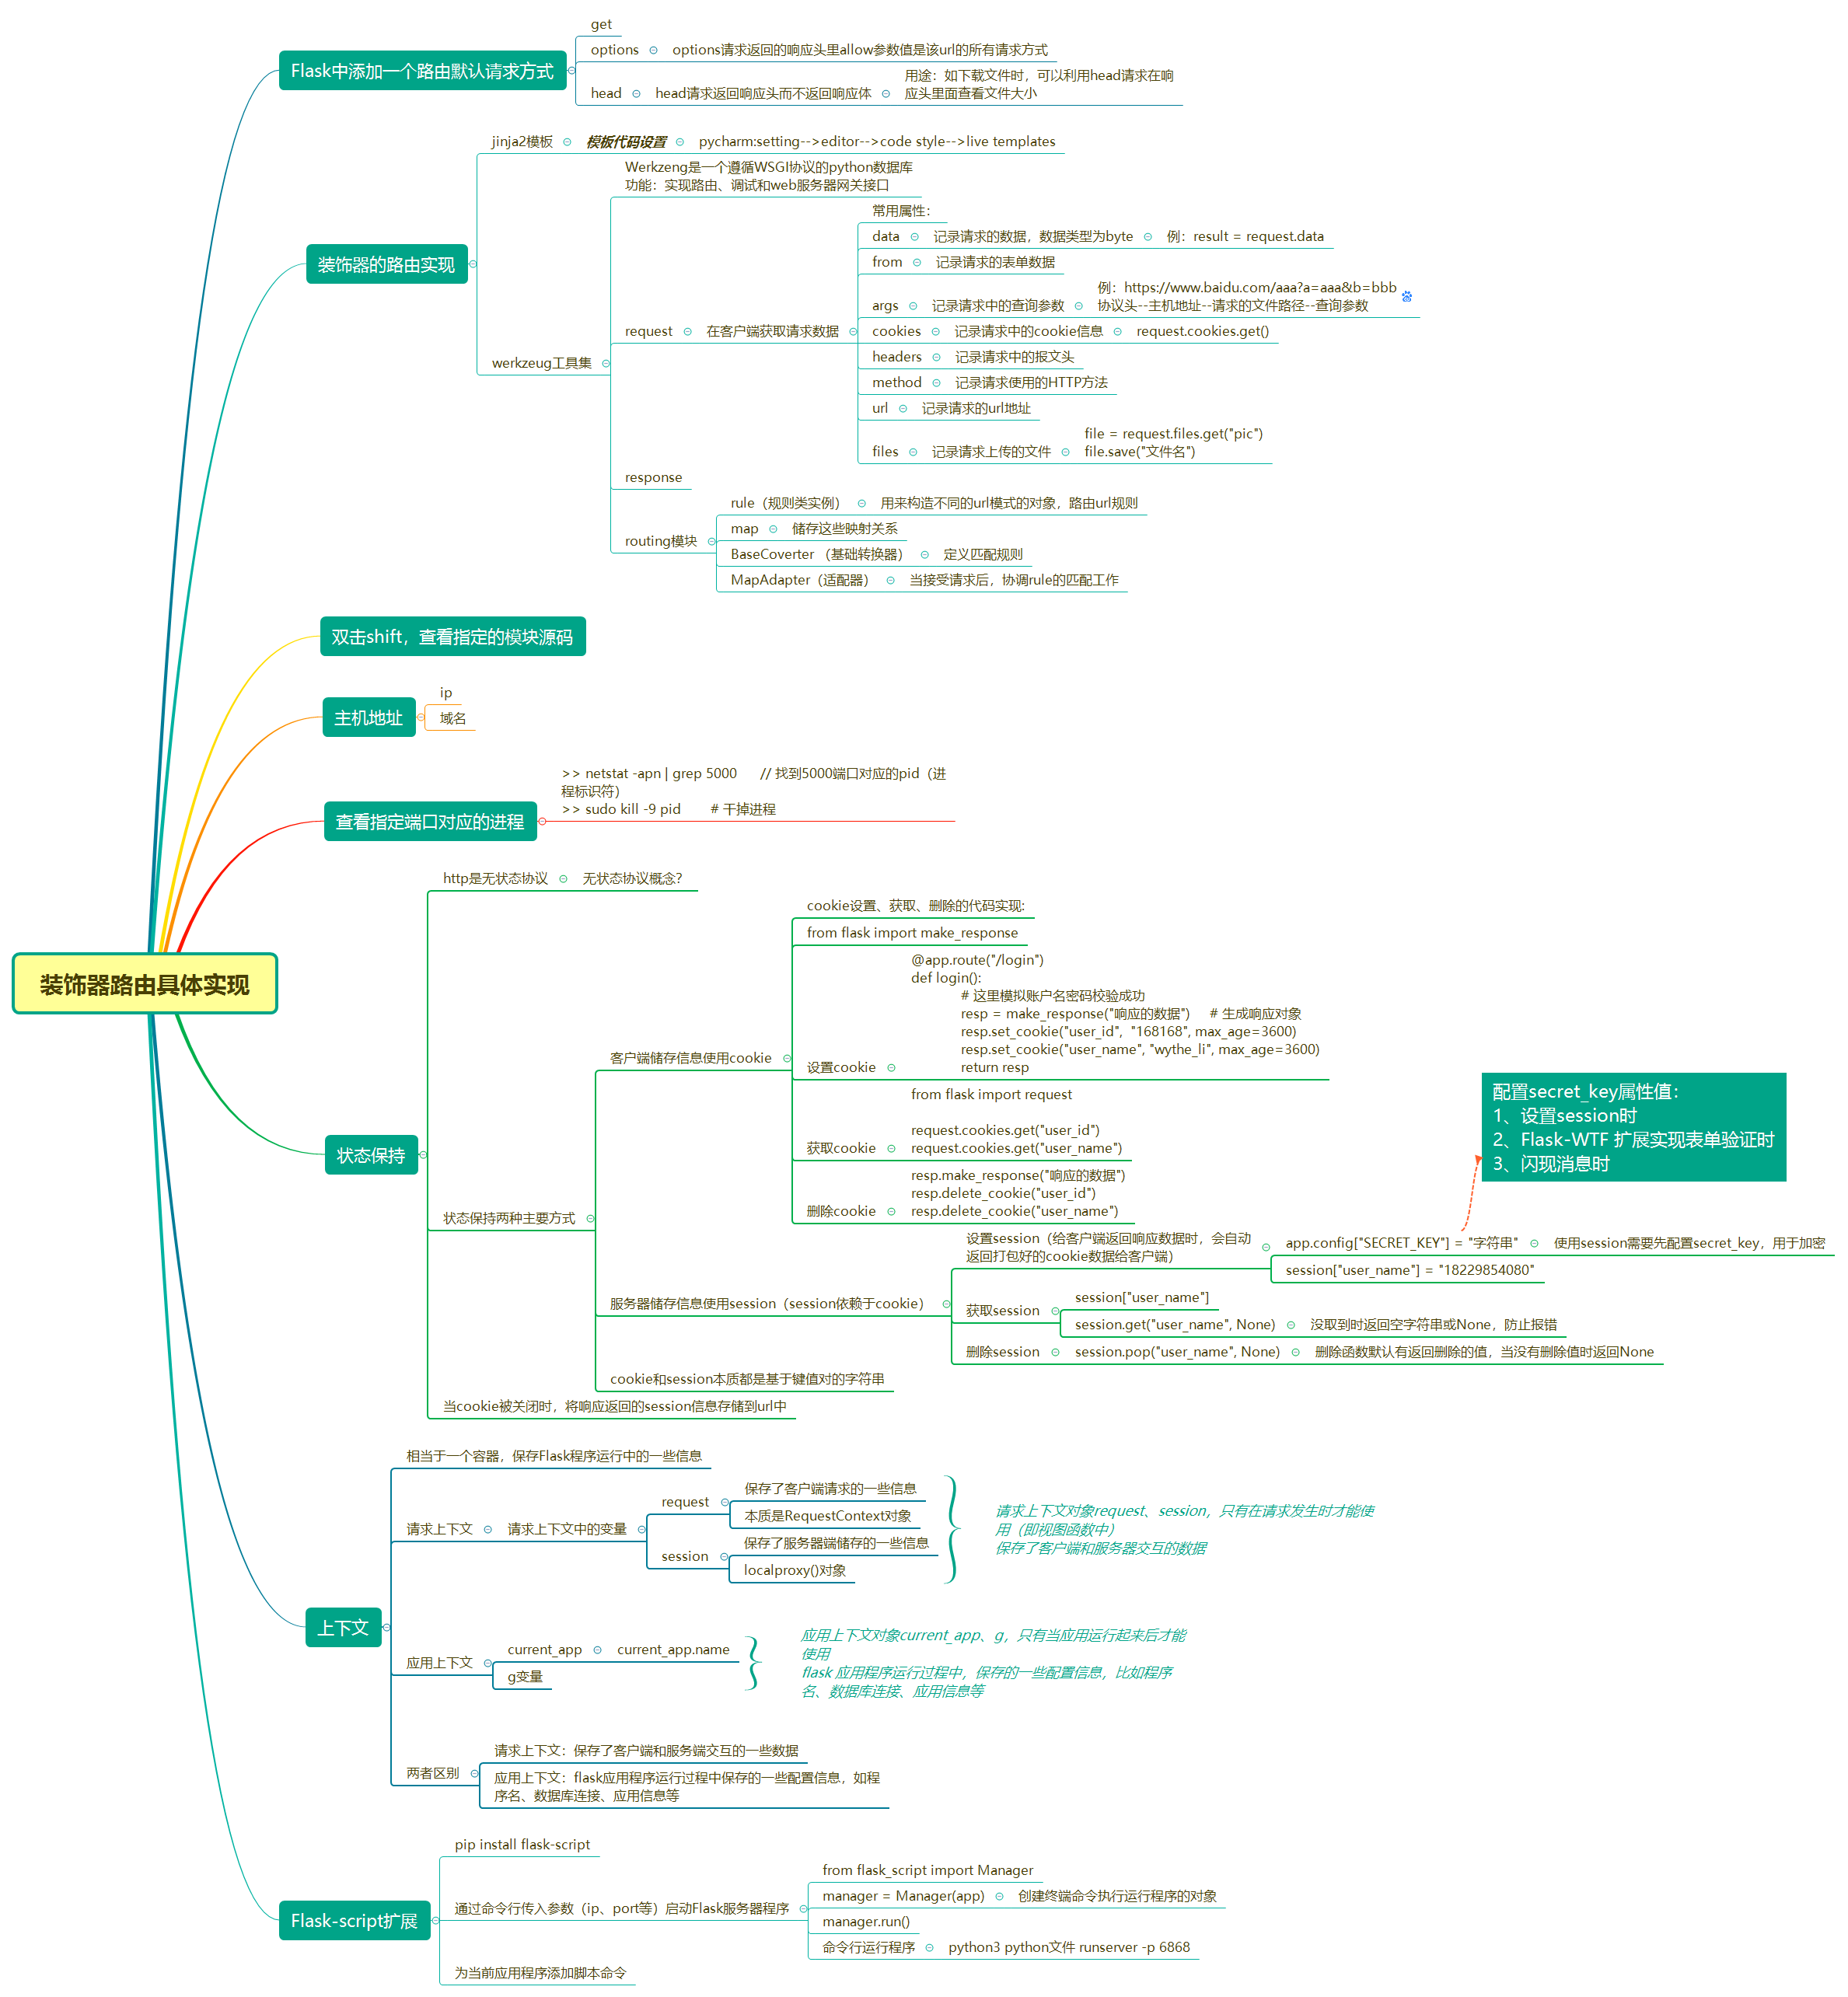 get
options
options请求返回的响应头里allow参数值是该url的所有请求方式
Flask中添加一个路由默认请求方式
head
head请求返回响应头而不返回响应体
用途：如下载文件时，可以利用head请求在响
应头里面查看文件大小
jinja2模板
模板代码设置
pycharm:setting-->editor-->code style-->live templates
Werkzeng是一个遵循WSGI协议的python数据库
功能：实现路由、调试和web服务器网关接口
装饰器的路由实现
werkzeug工具集
request
在客户端获取请求数据
常用属性：
data
记录请求的数据，数据类型为byte
例：result = request.data
from
记录请求的表单数据
args
记录请求中的查询参数
例：https://www.baidu.com/aaa?a=aaa&b=bbb
协议头--主机地址--请求的文件路径--查询参数
cookies
记录请求中的cookie信息
request.cookies.get()
headers
记录请求中的报文头
method
记录请求使用的HTTP方法
url
记录请求的url地址
files
记录请求上传的文件
file = request.files.get("pic")
file.save("文件名")
response
routing模块
rule（规则类实例）
用来构造不同的url模式的对象，路由url规则
map
储存这些映射关系
BaseCoverter （基础转换器）
定义匹配规则
MapAdapter（适配器）
当接受请求后，协调rule的匹配工作
双击shift，查看指定的模块源码
主机地址
ip
域名
查看指定端口对应的进程
>> netstat -apn | grep 5000 // 找到5000端口对应的pid（进
程标识符）
>> sudo kill -9 pid # 干掉进程
装饰器路由具体实现
状态保持
http是无状态协议
无状态协议概念？
状态保持两种主要方式
客户端储存信息使用cookie
cookie设置、获取、删除的代码实现:
from flask import make_response
设置cookie
@app.route("/login")
def login():
# 这里模拟账户名密码校验成功
resp = make_response("响应的数据") # 生成响应对象
resp.set_cookie("user_id", "168168", max_age=3600)
resp.set_cookie("user_name", "wythe_li", max_age=3600)
return resp
获取cookie
from flask import request
request.cookies.get("user_id")
request.cookies.get("user_name")
删除cookie
resp.make_response("响应的数据")
resp.delete_cookie("user_id")
resp.delete_cookie("user_name")
服务器储存信息使用session（session依赖于cookie）
设置session（给客户端返回响应数据时，会自动
返回打包好的cookie数据给客户端）
app.config["SECRET_KEY"] = "字符串"
使用session需要先配置secret_key，用于加密
配置secret_key属性值：
1、设置session时
2、Flask-WTF 扩展实现表单验证时
3、闪现消息时
session["user_name"] = "18229854080"
获取session
session["user_name"]
session.get("user_name", None)
没取到时返回空字符串或None，防止报错
删除session
session.pop("user_name", None)
删除函数默认有返回删除的值，当没有删除值时返回None
cookie和session本质都是基于键值对的字符串
当cookie被关闭时，将响应返回的session信息存储到url中
上下文
相当于一个容器，保存Flask程序运行中的一些信息
请求上下文
请求上下文中的变量
request
保存了客户端请求的一些信息
本质是RequestContext对象
session
保存了服务器端储存的一些信息
localproxy()对象
请求上下文对象request、session，只有在请求发生时才能使
用（即视图函数中）
保存了客户端和服务器交互的数据
应用上下文
current_app
current_app.name
g变量
应用上下文对象current_app、g，只有当应用运行起来后才能
使用
flask 应用程序运行过程中，保存的一些配置信息，比如程序
名、数据库连接、应用信息等
两者区别
请求上下文：保存了客户端和服务端交互的一些数据
应用上下文：flask应用程序运行过程中保存的一些配置信息，如程
序名、数据库连接、应用信息等
Flask-script扩展
pip install flask-script
通过命令行传入参数（ip、port等）启动Flask服务器程序
from flask_script import Manager
manager = Manager(app)
创建终端命令执行运行程序的对象
manager.run()
命令行运行程序
python3 python文件 runserver -p 6868
为当前应用程序添加脚本命令